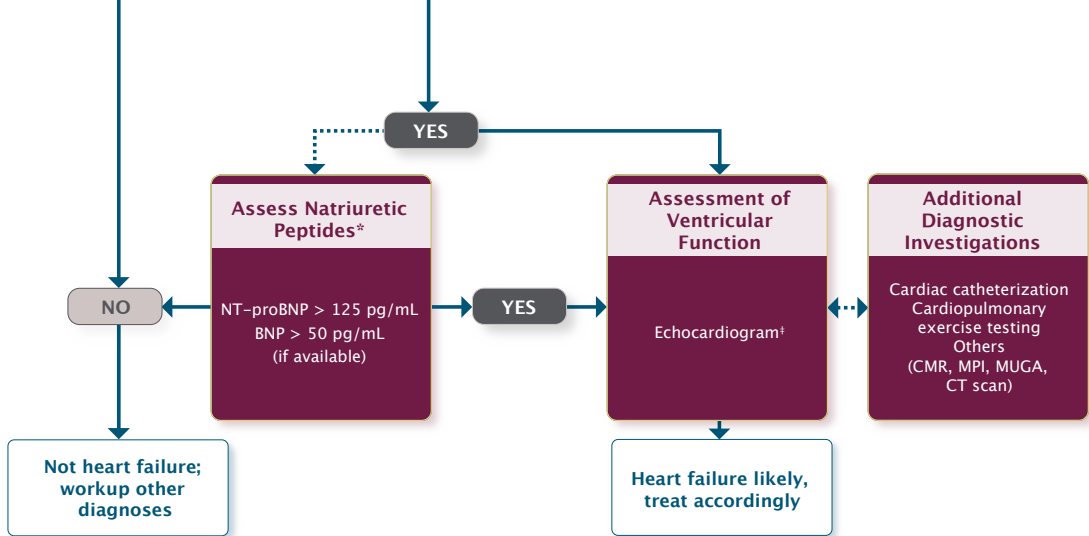 YES
Assess Natriuretic
Peptides*
NO
NT-proBNP > 125 pg/mL
BNP > 50 pg/mL
(if available)
YES
Assessment of
Ventricular
Function
Echocardiogram‡
Additional
Diagnostic
Investigations
Cardiac catheterization
Cardiopulmonary
exercise testing
Others
(CMR, MPI, MUGA,
CT scan)
Not heart failure;
workup other
diagnoses
Heart failure likely,
treat accordingly